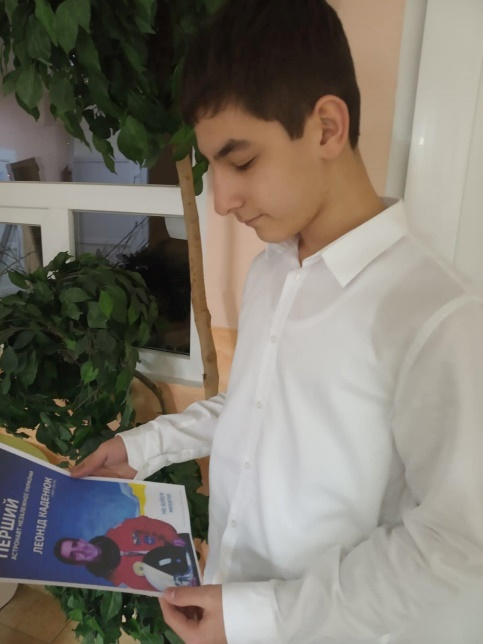 ПЕРШИЙ
АСТРОНАВТ НЕЗАЛЕЖНОЇ УКРАЇНИ
ЛЕОНІД КАДЕНЮК